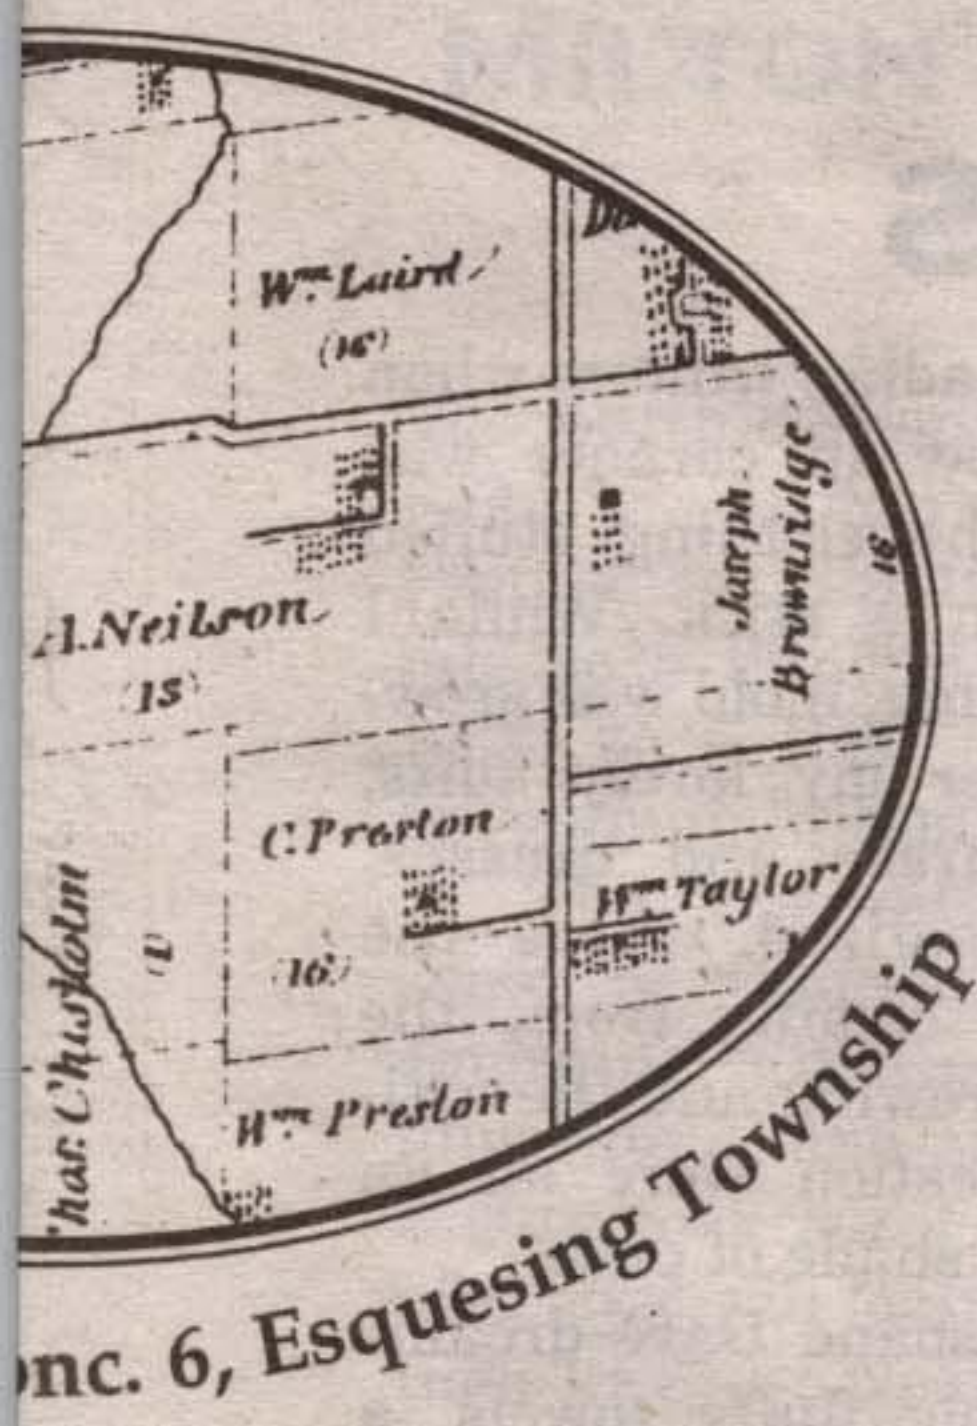 Wm. Laird
(16)
A. Neilson
(15)
Joseph
Brownridge
16
C. Preston
(16)
Wm Taylor
has. Chisholm
Wm. Preston
onc. 6, Esquesing Township